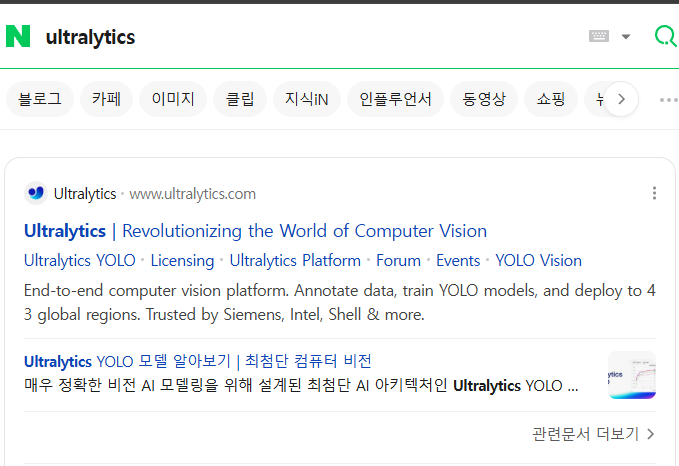 N ultralytics
블로그 카페 이미지 클립 지식iN 인플루언서 동영상 쇼핑
Ultralytics · www.ultralytics.com
Ultralytics | Revolutionizing the World of Computer Vision
Ultralytics YOLO · Licensing · Ultralytics Platform · Forum · Events · YOLO Vision
End-to-end computer vision platform. Annotate data, train YOLO models, and deploy to 4
3 global regions. Trusted by Siemens, Intel, Shell & more.
Ultralytics YOLO 모델 알아보기 | 최첨단 컴퓨터 비전
매우 정확한 비전 AI 모델링을 위해 설계된 최첨단 AI 아키텍처인 Ultralytics YOLO ...
관련문서 더보기